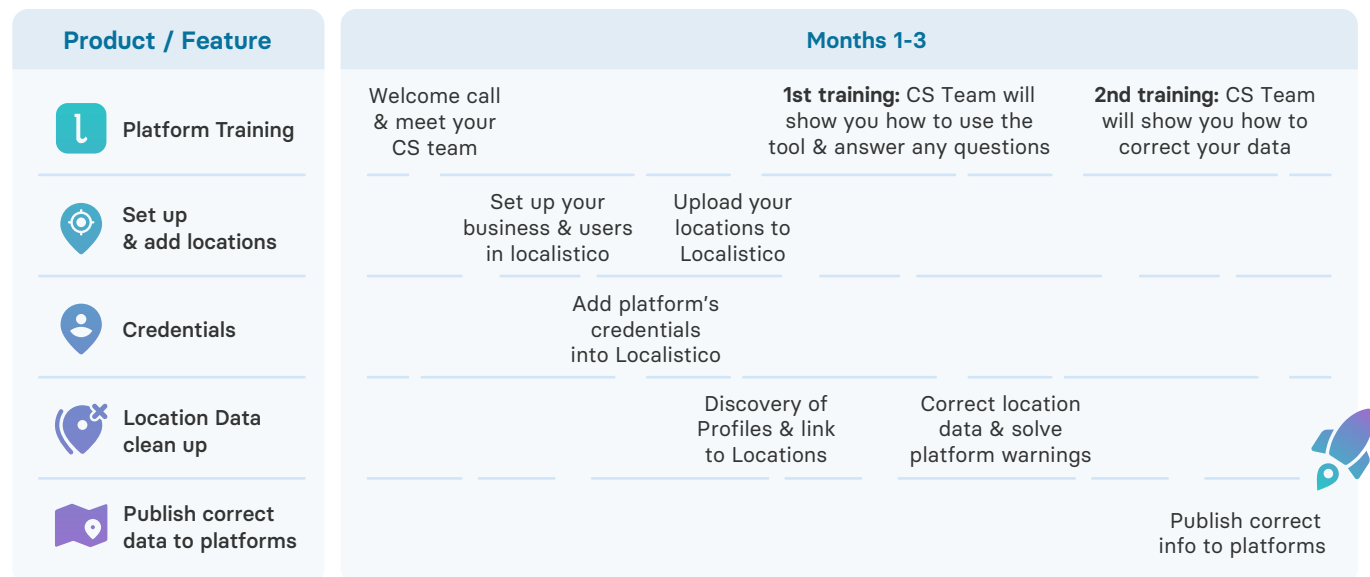 Product / Feature
Months 1-3
Platform Training
Welcome call
& meet your
CS team
1st training: CS Team will
show you how to use the
tool & answer any questions
2nd training: CS Team
will show you how to
correct your data
Set up
& add locations
Set up your
business & users
in localistico
Upload your
locations to
Localistico
Credentials
Add platform's
credentials
into Localistico
Location Data
clean up
Discovery of
Profiles & link
to Locations
Correct location
data & solve
platform warnings
Publish correct
data to platforms
Publish correct
info to platforms